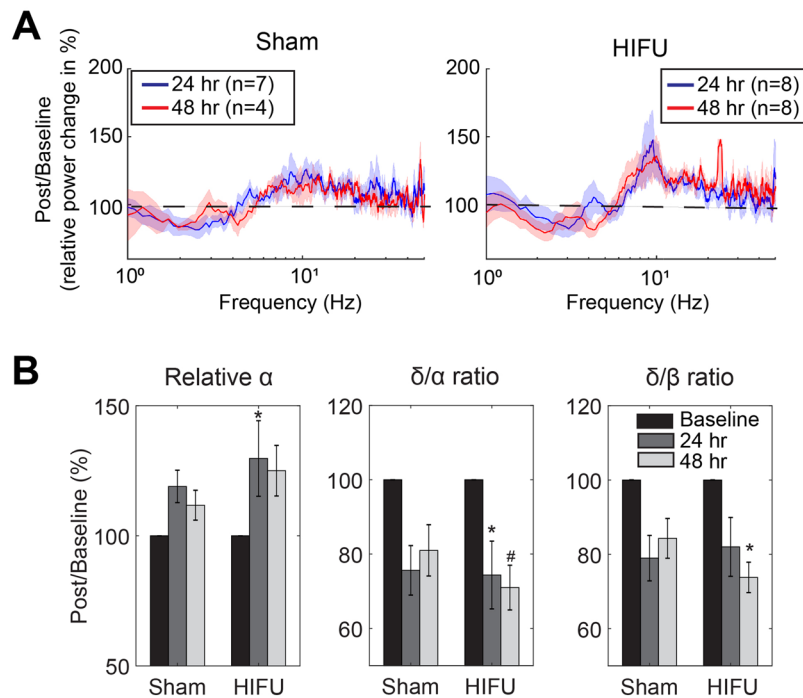 A
Sham
HIFU
Post/Baseline
(relative power change in %)
200
150
100
24 hr (n=7)
48 hr (n=4)
10⁰
10¹
Frequency (Hz)
200
150
100
24 hr (n=8)
48 hr (n=8)
10⁰
10¹
Frequency (Hz)
B
Relative α
δ/α ratio
δ/β ratio
Post/Baseline (%)
150
100
50
*
Sham
HIFU
120
100
80
60
*
#
Sham
HIFU
120
100
80
60
Baseline
24 hr
48 hr
*
Sham
HIFU